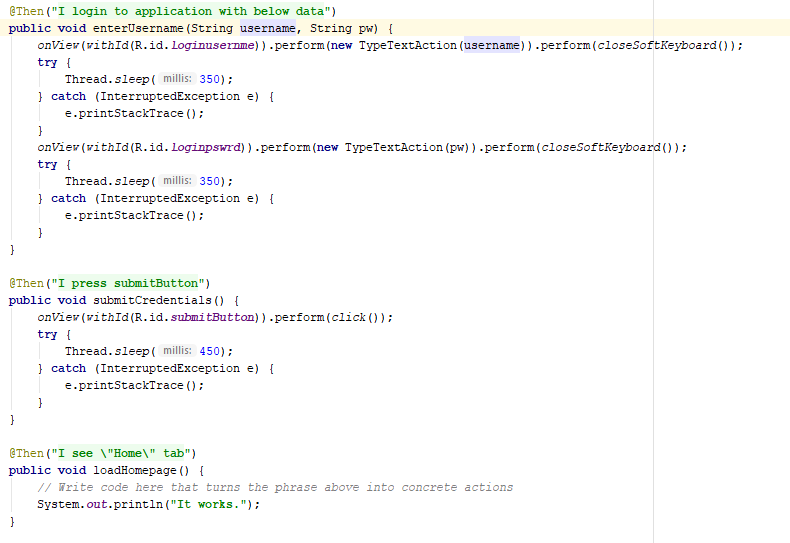 @Then("I login to application with below data")
public void enterUsername(String username, String pw) {
onView(withId(R.id.loginusernme)).perform(new TypeTextAction(username)).perform(closeSoftKeyboard());
try {
Thread.sleep( millis: 350);
} catch (InterruptedException e) {
e.printStackTrace();
}
onView(withId(R.id.loginpswrd)).perform(new TypeTextAction(pw)).perform(closeSoftKeyboard());
try {
Thread.sleep( millis: 350);
} catch (InterruptedException e) {
e.printStackTrace();
}
}
@Then("I press submitButton")
public void submitCredentials() {
onView(withId(R.id.submitButton)).perform(click());
try {
Thread.sleep( millis: 450);
} catch (InterruptedException e) {
e.printStackTrace();
}
}
@Then("I see \"Home\" tab")
public void loadHomepage() {
// Write code here that turns the phrase above into concrete actions
System.out.println("It works.");
}